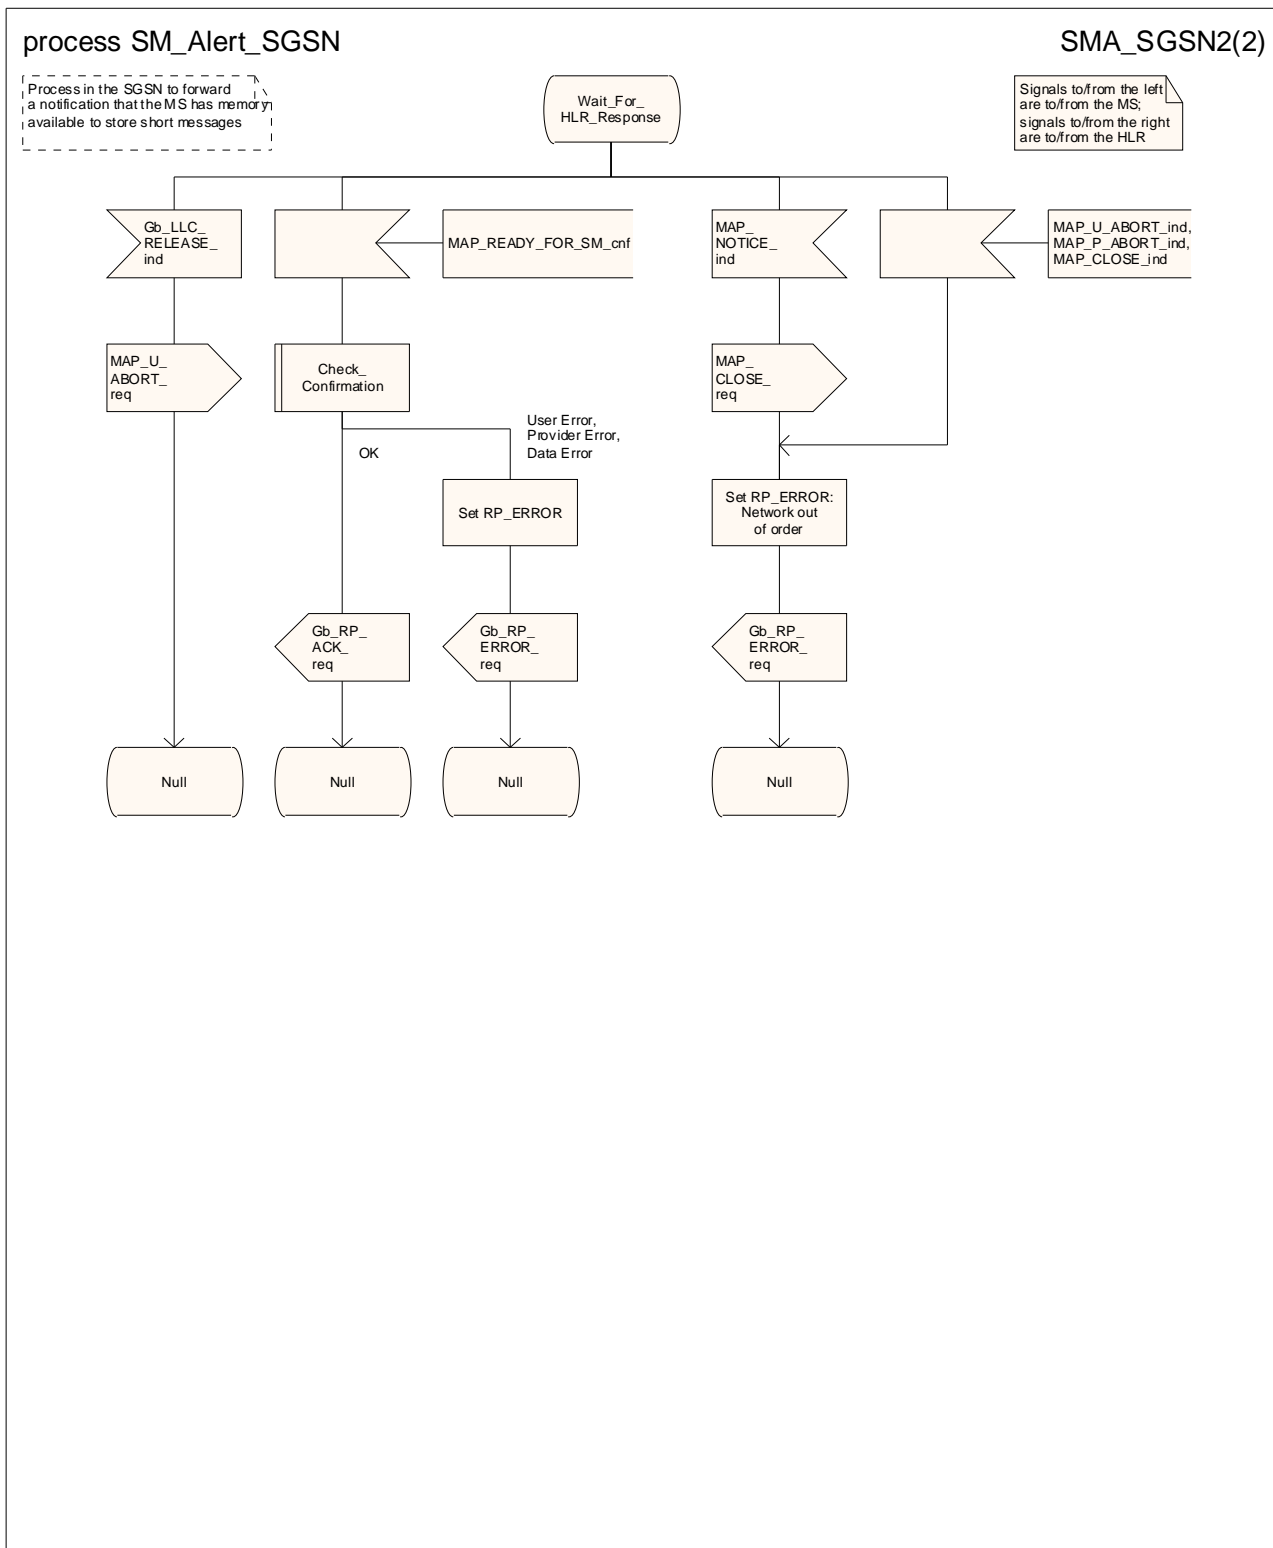 process SM_Alert_SGSN
SMA_SGSN2(2)
Process in the SGSN to forward
a notification that the MS has memory
available to store short messages
Wait_For_
HLR_Response
Signals to/from the left
are to/from the MS;
signals to/from the right
are to/from the HLR
Gb_LLC_
RELEASE_
ind
MAP_READY_FOR_SM_cnf
MAP_
NOTICE_
ind
MAP_U_ABORT_ind,
MAP_P_ABORT_ind,
MAP_CLOSE_ind
MAP_U_
ABORT_
req
Check_
Confirmation
MAP_
CLOSE_
req
User Error,
Provider Error,
Data Error
OK
Set RP_ERROR
Set RP_ERROR:
Network out
of order
Gb_RP_
ACK_
req
Gb_RP_
ERROR_
req
Gb_RP_
ERROR_
req
Null
Null
Null
Null